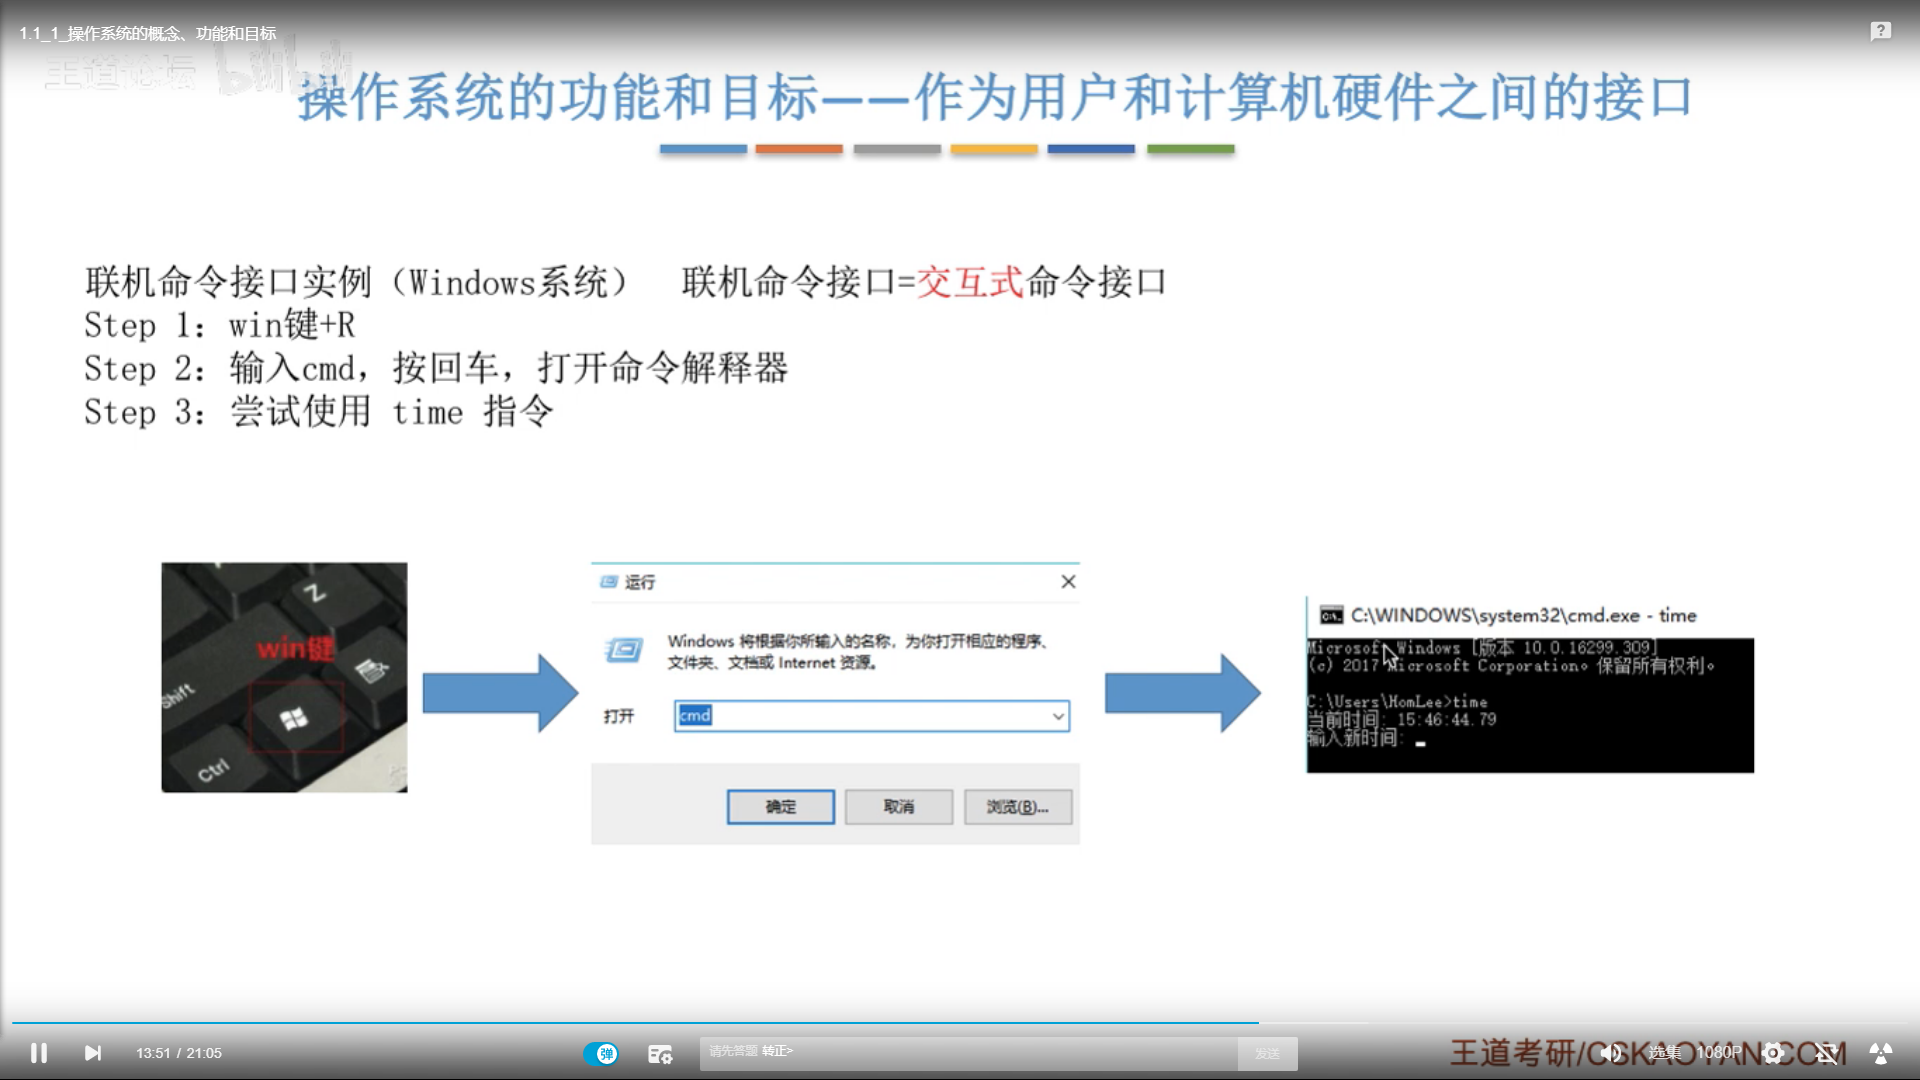 1.1_1_操作系统的概念、功能和目标
王道论坛 bilibili
操作系统的功能和目标——作为用户和计算机硬件之间的接口
联机命令接口实例（Windows系统） 联机命令接口=交互式命令接口
Step 1：win键+R
Step 2：输入cmd，按回车，打开命令解释器
Step 3：尝试使用 time 指令
Z
win键
Shift
Ctrl
运行
Windows 将根据你所输入的名称，为你打开相应的程序、
文件夹、文档或 Internet 资源。
打开
cmd
确定 取消 浏览(B)...
C:\WINDOWS\system32\cmd.exe - time
Microsoft Windows [版本 10.0.16299.309]
(c) 2017 Microsoft Corporation。保留所有权利。
C:\Users\HomLee>time
当前时间: 15:46:44.79
输入新时间:
13:51 / 21:05
弹
请先答题 转正>
发送
王道考研/CSKAOYAN.COM
选集
1080P